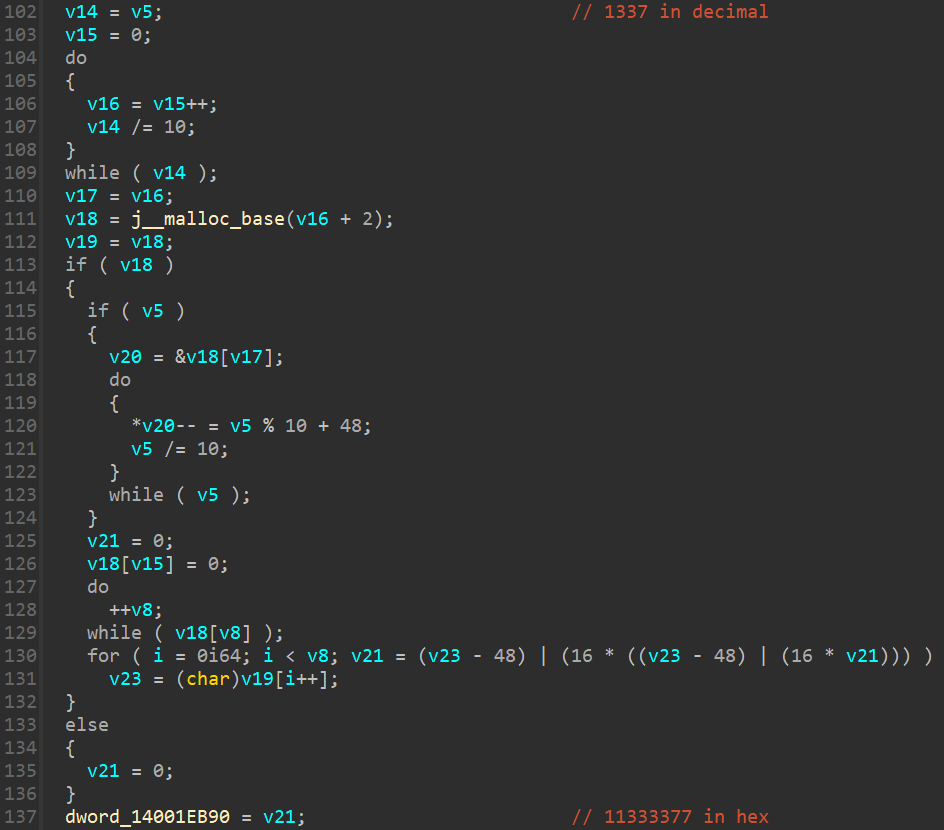 102 v14 = v5; // 1337 in decimal
103 v15 = 0;
104 do
105 {
106 v16 = v15++;
107 v14 /= 10;
108 }
109 while ( v14 );
110 v17 = v16;
111 v18 = j__malloc_base(v16 + 2);
112 v19 = v18;
113 if ( v18 )
114 {
115 if ( v5 )
116 {
117 v20 = &v18[v17];
118 do
119 {
120 *v20-- = v5 % 10 + 48;
121 v5 /= 10;
122 }
123 while ( v5 );
124 }
125 v21 = 0;
126 v18[v15] = 0;
127 do
128 ++v8;
129 while ( v18[v8] );
130 for ( i = 0i64; i < v8; v21 = (v23 - 48) | (16 * ((v23 - 48) | (16 * v21))) )
131 v23 = (char)v19[i++];
132 }
133 else
134 {
135 v21 = 0;
136 }
137 dword_14001EB90 = v21; // 11333377 in hex